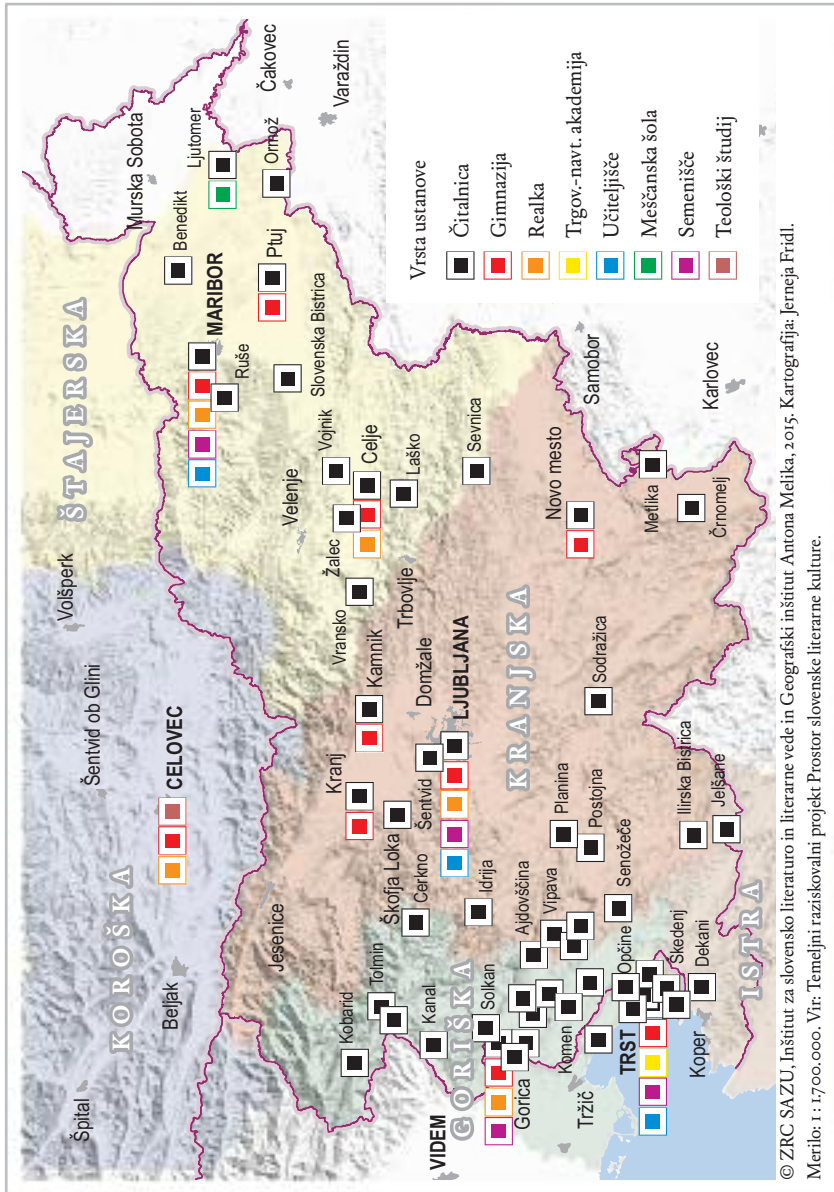 Špital
Beljak
Šentvid ob Glini
Volšperk
KOROŠKA
CELOVEC
ŠTAJERSKA
Murska Sobota
Čakovec
Varaždin
Benedikt
Ljutomer
Ormož
MARIBOR
Ruše
Ptuj
Slovenska Bistrica
Vojnik
Velenje
Celje
Žalec
Laško
Vransko
Trbovlje
Sevnica
Jesenice
Kranj
Kamnik
Škofja Loka
Domžale
Šentvid
LJUBLJANA
KRANJSKA
Novo mesto
Samobor
Karlovec
Metlika
Črnomelj
Sodražica
Kobarid
Tolmin
Cerkno
Kanal
Idrija
VIDEM
GORIŠKA
Solkan
Gorica
Ajdovščina
Vipava
Planina
Postojna
Senožeče
Komen
Tržič
Opčine
TRST
Skedenj
Dekani
Koper
ISTRA
Ilirska Bistrica
Jelšane
Vrsta ustanove
Čitalnica
Gimnazija
Realka
Trgov.-navt. akademija
Učiteljišče
Meščanska šola
Semenišče
Teološki študij
© ZRC SAZU, Inštitut za slovensko literaturo in literarne vede in Geografski inštitut Antona Melika, 2015. Kartografija: Jerneja Fridl.
Merilo: 1 : 1.700.000. Vir: Temeljni raziskovalni projekt Prostor slovenske literarne kulture.